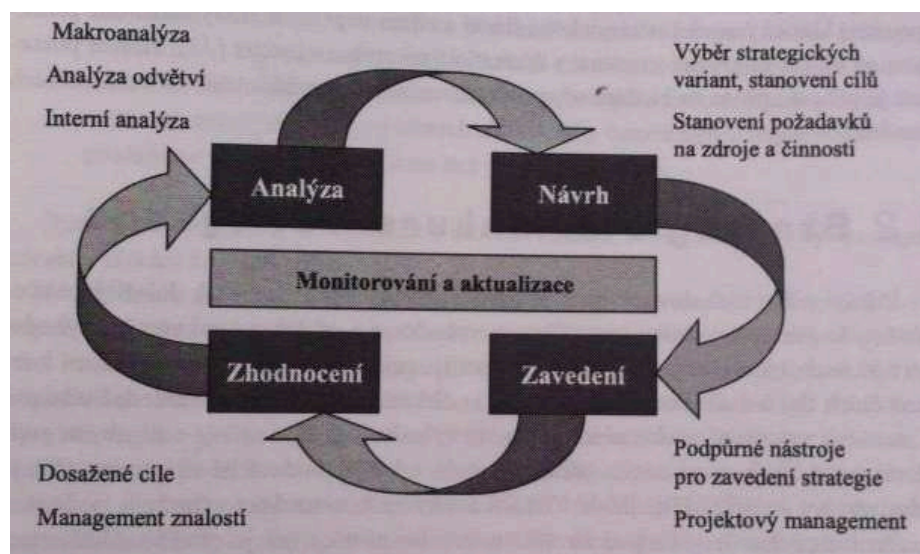 Makroanalýza
Analýza odvětví
Interní analýza
Výběr strategických
variant, stanovení cílů
Stanovení požadavků
na zdroje a činností
Analýza
Návrh
Monitorování a aktualizace
Zhodnocení
Zavedení
Dosažené cíle
Management znalostí
Podpůrné nástroje
pro zavedení strategie
Projektový management